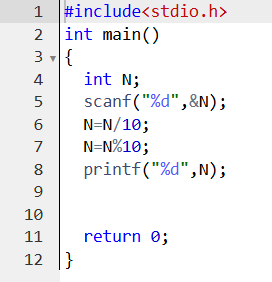 1 #include<stdio.h>
2 int main()
3 {
4 int N;
5 scanf("%d",&N);
6 N=N/10;
7 N=N%10;
8 printf("%d",N);
9
10
11 return 0;
12 }